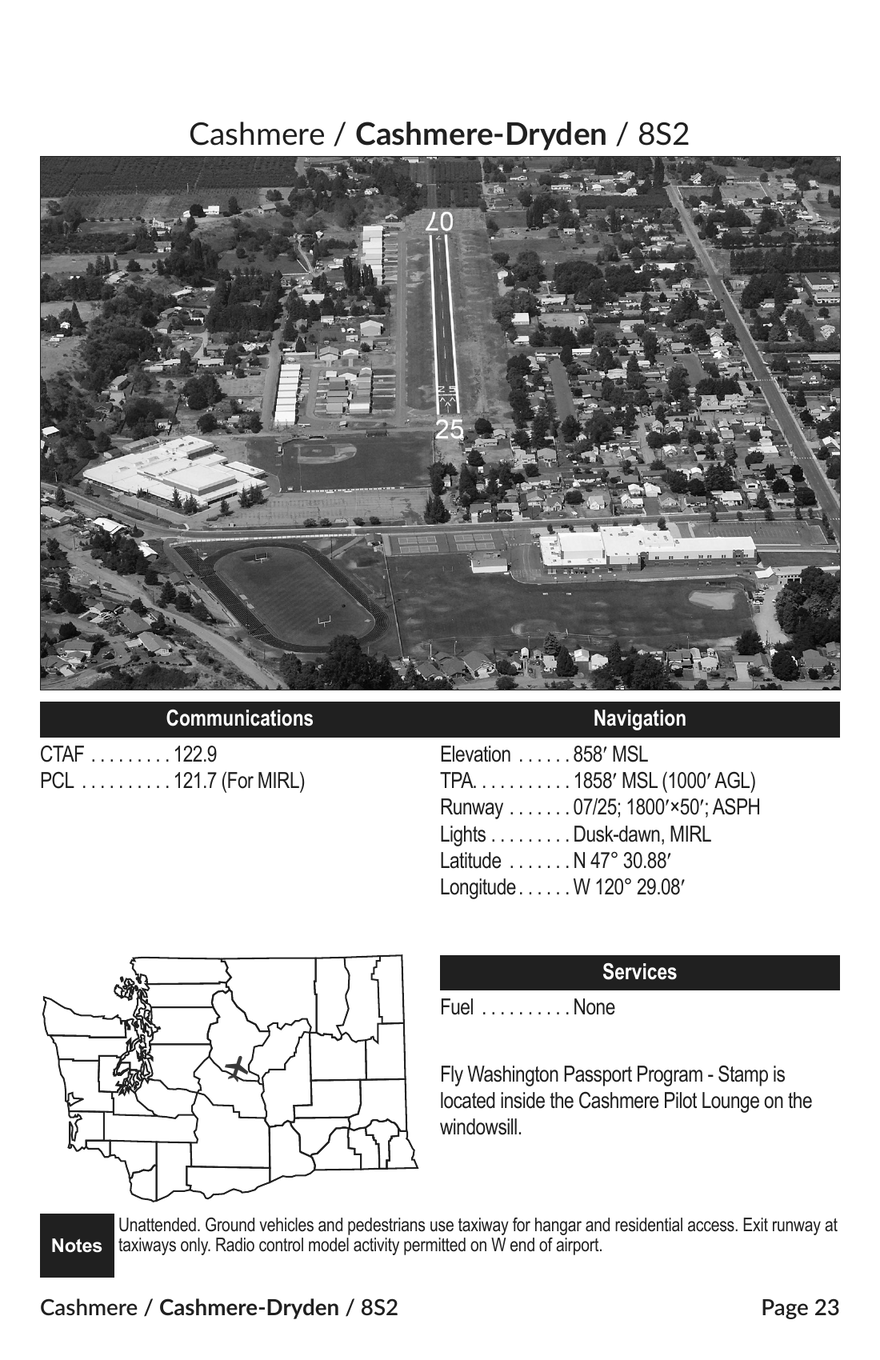 Cashmere / Cashmere-Dryden / 8S2
07
25
25
Communications
CTAF . . . . . . . . . 122.9
PCL . . . . . . . . . . 121.7 (For MIRL)
Navigation
Elevation . . . . . . 858′ MSL
TPA. . . . . . . . . . . 1858′ MSL (1000′ AGL)
Runway . . . . . . . 07/25; 1800′×50′; ASPH
Lights . . . . . . . . . Dusk-dawn, MIRL
Latitude . . . . . . . N 47° 30.88′
Longitude . . . . . . W 120° 29.08′
Services
Fuel . . . . . . . . . . None
Fly Washington Passport Program - Stamp is
located inside the Cashmere Pilot Lounge on the
windowsill.
Notes
Unattended. Ground vehicles and pedestrians use taxiway for hangar and residential access. Exit runway at
taxiways only. Radio control model activity permitted on W end of airport.
Cashmere / Cashmere-Dryden / 8S2
Page 23